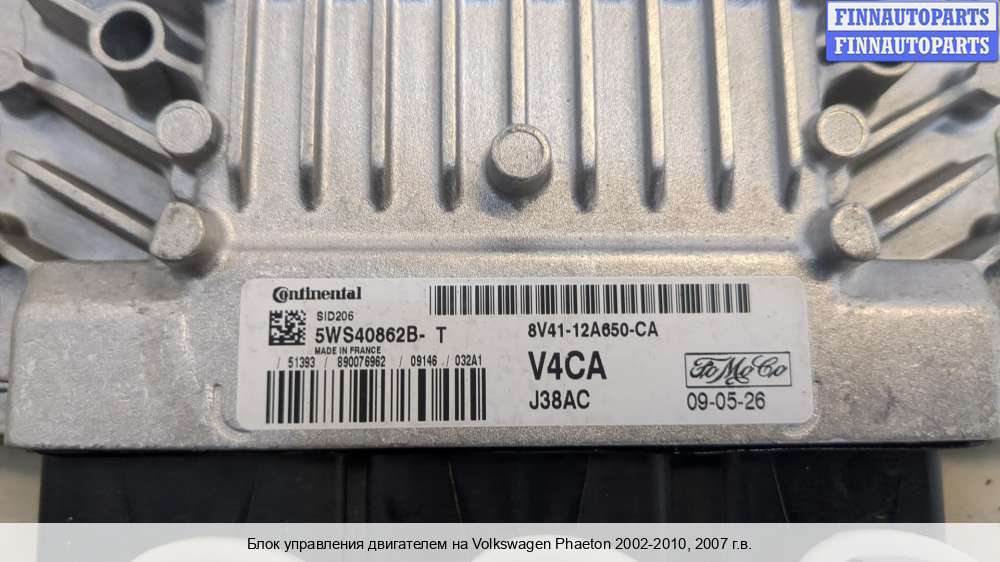 FINNAUTOPARTS
FINNAUTOPARTS
Continental
SID206
5WS40862B- T
MADE IN FRANCE
/ 51393 / 890076962 / 09146 / 032A1
8V41-12A650-CA
V4CA
FoMoCo
J38AC
09-05-26
Блок управления двигателем на Volkswagen Phaeton 2002-2010, 2007 г.в.